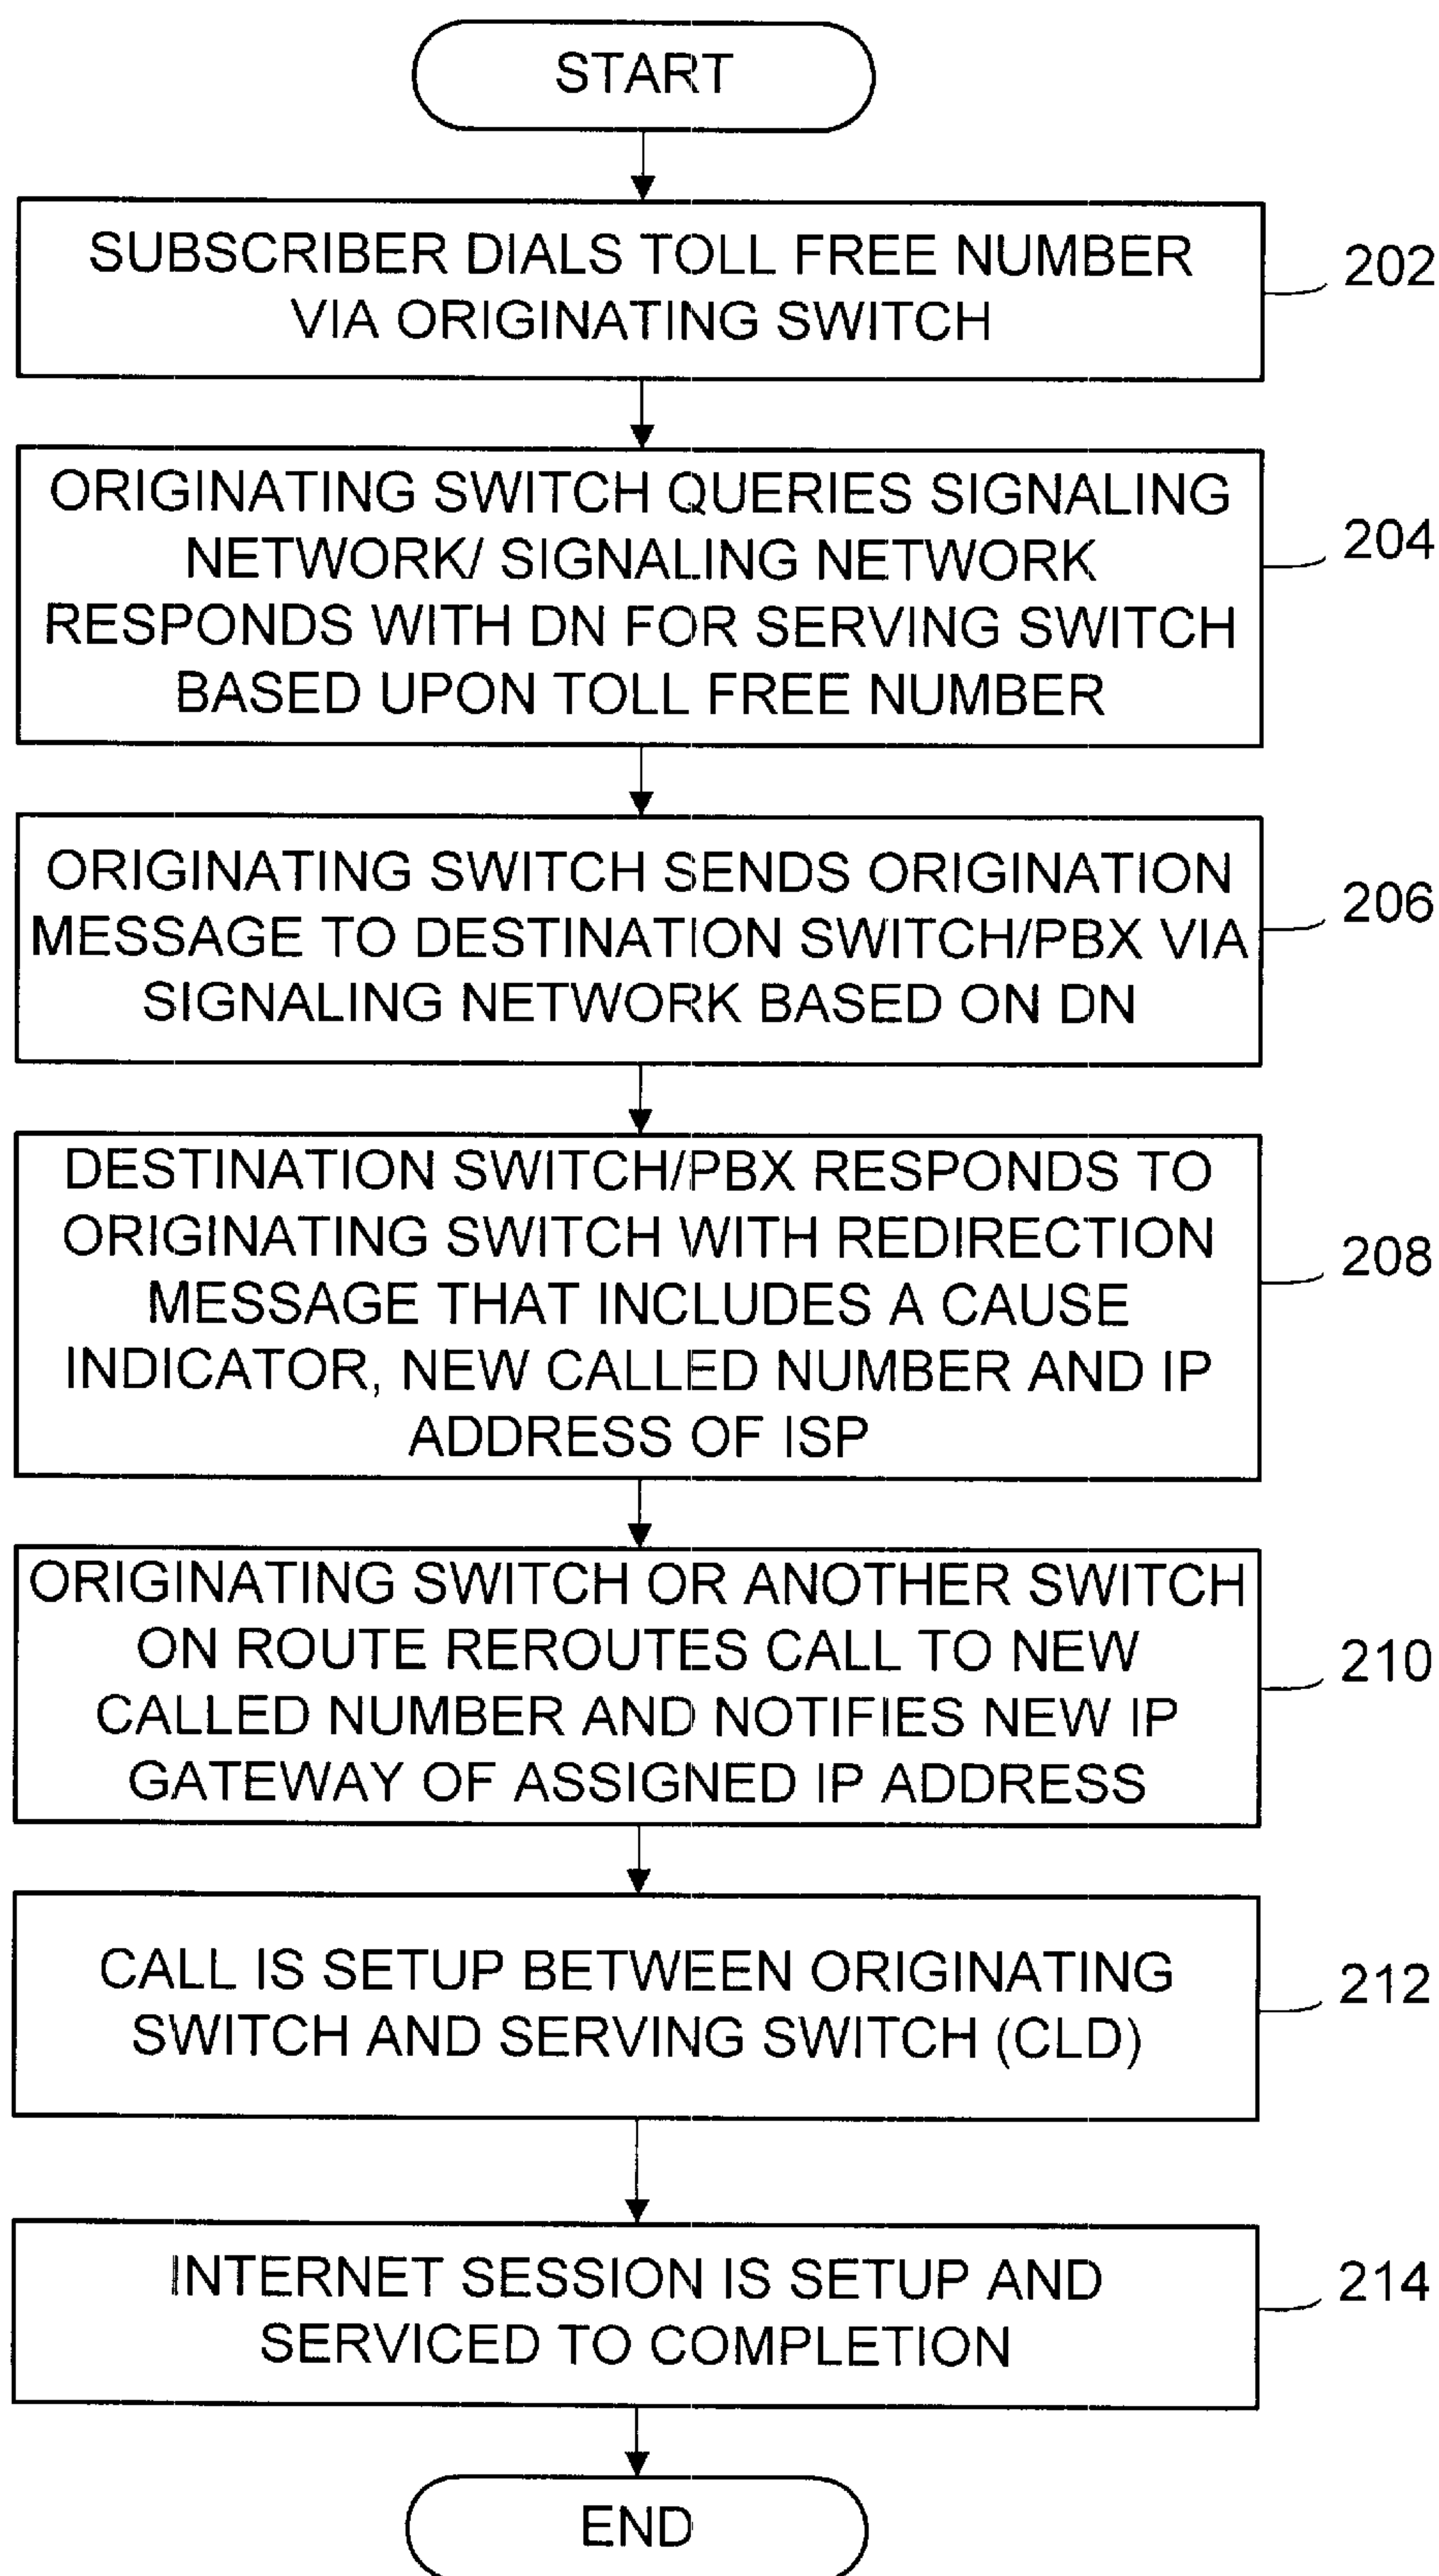 START
SUBSCRIBER DIALS TOLL FREE NUMBER
VIA ORIGINATING SWITCH
202
ORIGINATING SWITCH QUERIES SIGNALING
NETWORK/ SIGNALING NETWORK
RESPONDS WITH DN FOR SERVING SWITCH
BASED UPON TOLL FREE NUMBER
204
ORIGINATING SWITCH SENDS ORIGINATION
MESSAGE TO DESTINATION SWITCH/PBX VIA
SIGNALING NETWORK BASED ON DN
206
DESTINATION SWITCH/PBX RESPONDS TO
ORIGINATING SWITCH WITH REDIRECTION
MESSAGE THAT INCLUDES A CAUSE
INDICATOR, NEW CALLED NUMBER AND IP
ADDRESS OF ISP
208
ORIGINATING SWITCH OR ANOTHER SWITCH
ON ROUTE REROUTES CALL TO NEW
CALLED NUMBER AND NOTIFIES NEW IP
GATEWAY OF ASSIGNED IP ADDRESS
210
CALL IS SETUP BETWEEN ORIGINATING
SWITCH AND SERVING SWITCH (CLD)
212
INTERNET SESSION IS SETUP AND
SERVICED TO COMPLETION
214
END